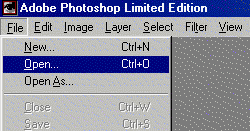 Adobe Photoshop Limited Edition
File Edit Image Layer Select Filter View
New... Ctrl+N
Open... Ctrl+O
Open As...
Close Ctrl+W
Save Ctrl+S